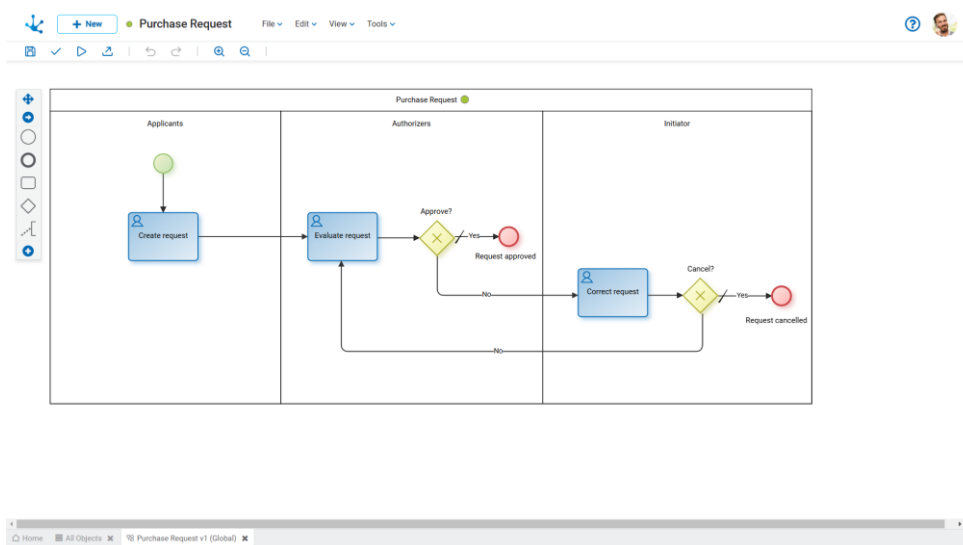 New
Purchase Request
File
Edit
View
Tools
Purchase Request
Applicants
Authorizers
Initiator
Create request
Evaluate request
Approve?
Yes
Request approved
No
Correct request
Cancel?
Yes
Request cancelled
No
Home
All Objects
Purchase Request v1 (Global)